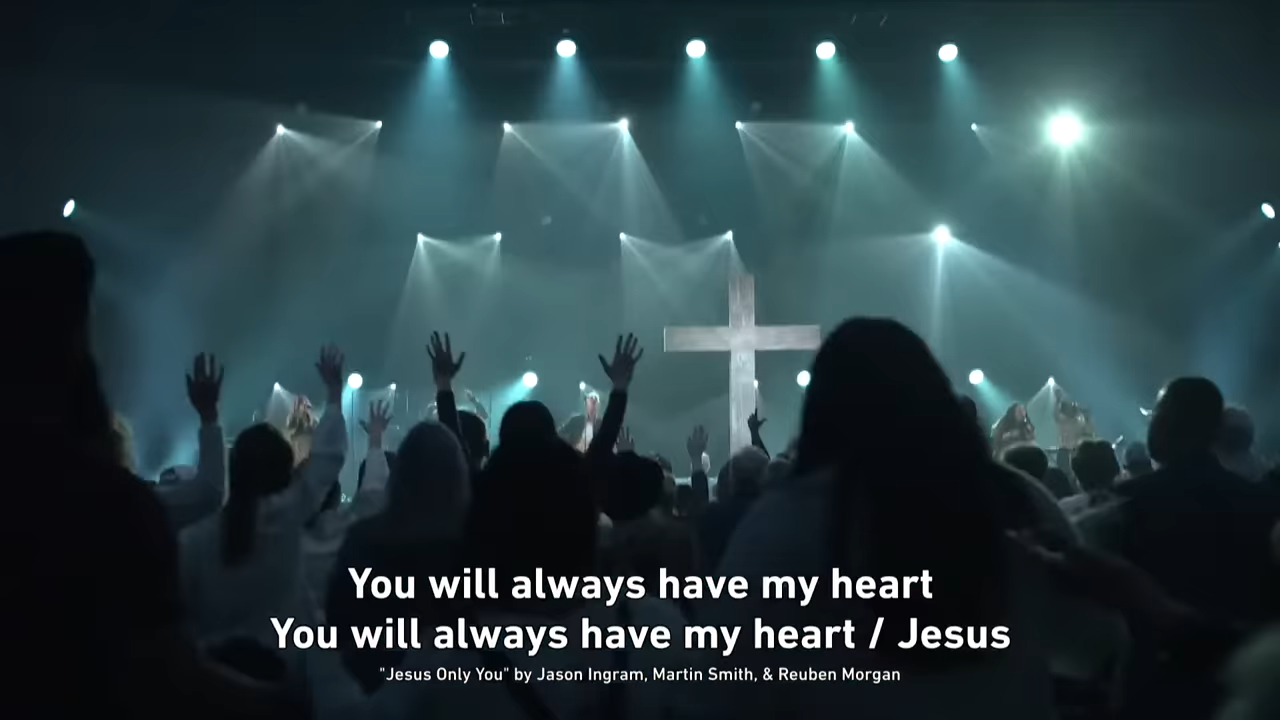 You will always have my heart
You will always have my heart / Jesus
"Jesus Only You" by Jason Ingram, Martin Smith, & Reuben Morgan